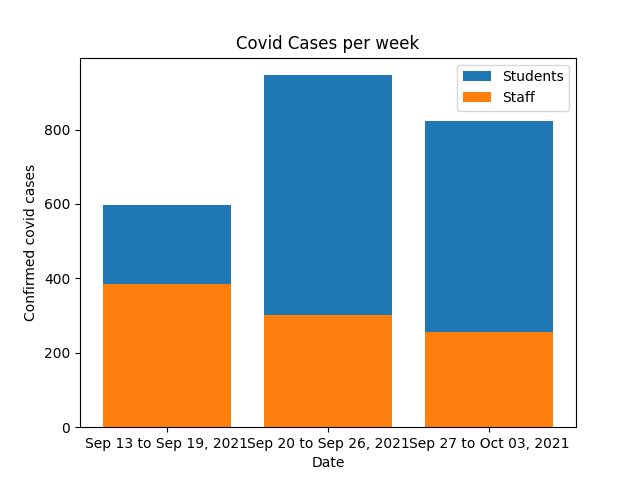 Covid Cases per week
Students
Staff
800
600
400
200
0
Confirmed covid cases
Sep 13 to Sep 19, 2021
Sep 20 to Sep 26, 2021
Sep 27 to Oct 03, 2021
Date